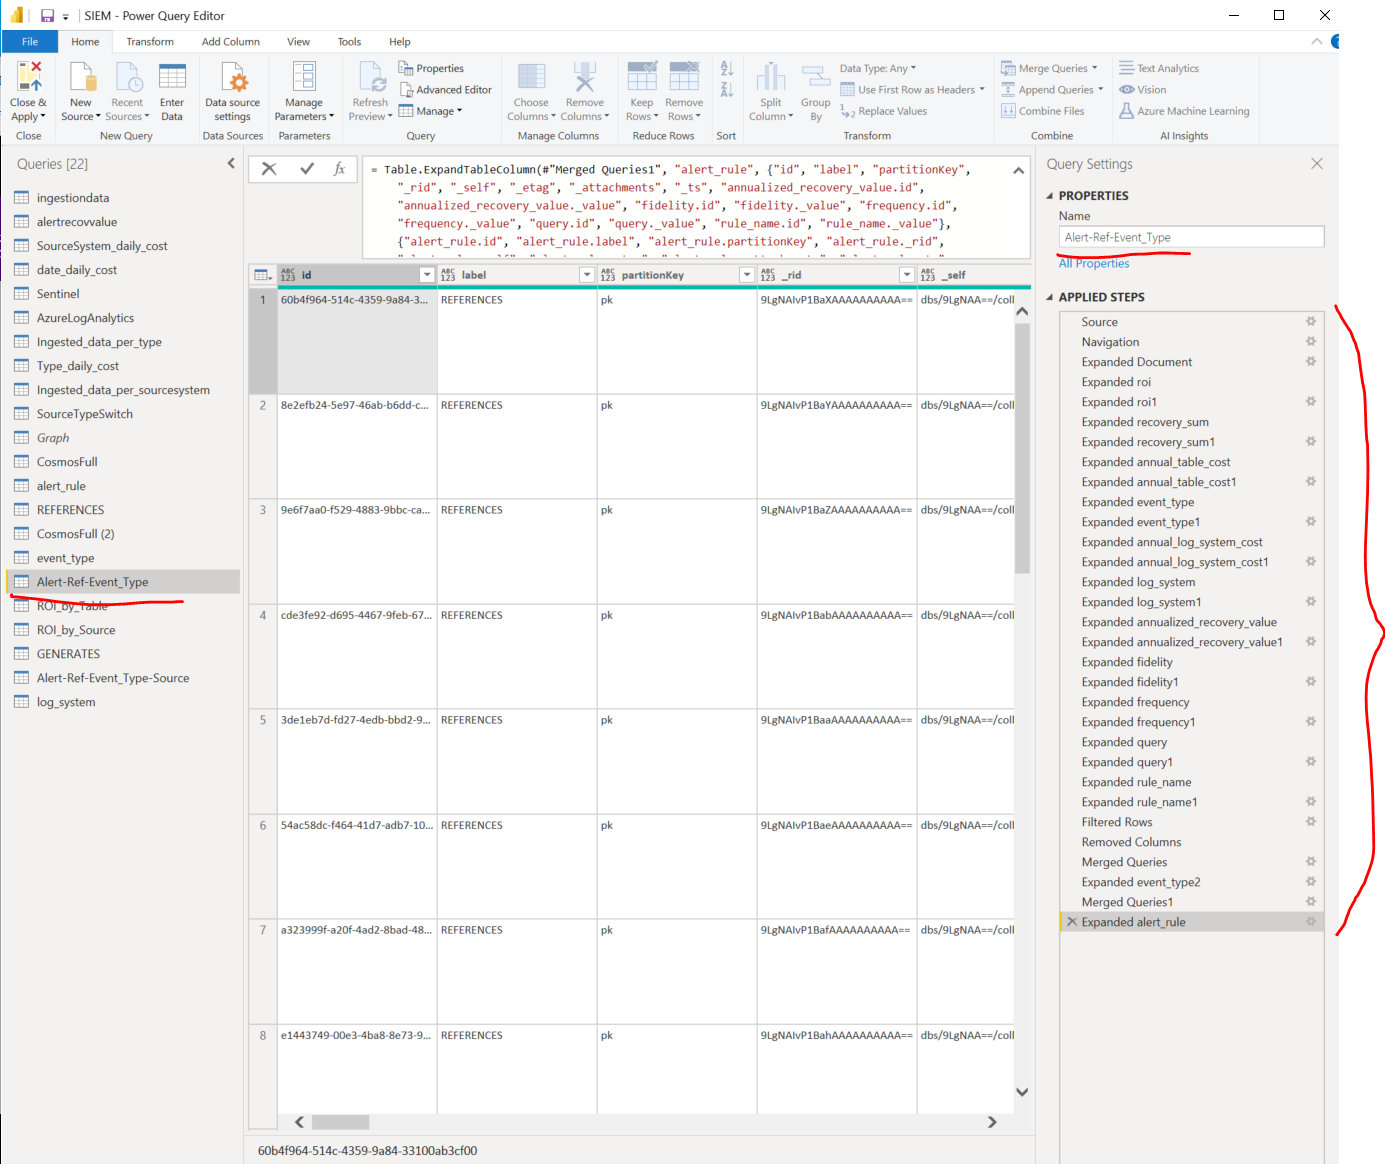 SIEM - Power Query Editor
File Home Transform Add Column View Tools Help
Close & Apply
Close
New Source
Recent Sources
Enter Data
New Query
Data source settings
Data Sources
Manage Parameters
Parameters
Refresh Preview
Properties
Advanced Editor
Manage
Query
Choose Columns
Remove Columns
Manage Columns
Keep Rows
Remove Rows
Reduce Rows
Sort
Split Column
Group By
Data Type: Any
Use First Row as Headers
Replace Values
Transform
Merge Queries
Append Queries
Combine Files
Combine
Text Analytics
Vision
Azure Machine Learning
AI Insights
Queries [22]
ingestiondata
alertrecovvalue
SourceSystem_daily_cost
date_daily_cost
Sentinel
AzureLogAnalytics
Ingested_data_per_type
Type_daily_cost
Ingested_data_per_sourcesystem
SourceTypeSwitch
Graph
CosmosFull
alert_rule
REFERENCES
CosmosFull (2)
event_type
Alert-Ref-Event_Type
ROI_by_Table
ROI_by_Source
GENERATES
Alert-Ref-Event_Type-Source
log_system
fx
= Table.ExpandTableColumn(#"Merged Queries1", "alert_rule", {"id", "label", "partitionKey",
"_rid", "_self", "_etag", "_attachments", "_ts", "annualized_recovery_value.id",
"annualized_recovery_value._value", "fidelity.id", "fidelity._value", "frequency.id",
"frequency._value", "query.id", "query._value", "rule_name.id", "rule_name._value"},
{"alert_rule.id", "alert_rule.label", "alert_rule.partitionKey", "alert_rule._rid",
ABC 123 id ABC 123 label ABC 123 partitionKey ABC 123 _rid ABC 123 _self
1 60b4f964-514c-4359-9a84-3... REFERENCES pk 9LgNAIvP1BaXAAAAAAAAAA== dbs/9LgNAA==/coll
2 8e2efb24-5e97-46ab-b6dd-c... REFERENCES pk 9LgNAIvP1BaYAAAAAAAAAA== dbs/9LgNAA==/coll
3 9e6f7aa0-f529-4883-9bbc-ca... REFERENCES pk 9LgNAIvP1BaZAAAAAAAAAA== dbs/9LgNAA==/coll
4 cde3fe92-d695-4467-9feb-67... REFERENCES pk 9LgNAIvP1BabAAAAAAAAAA== dbs/9LgNAA==/coll
5 3de1eb7d-fd27-4edb-bbd2-9... REFERENCES pk 9LgNAIvP1BaaAAAAAAAAAA== dbs/9LgNAA==/coll
6 54ac58dc-f464-41d7-adb7-10... REFERENCES pk 9LgNAIvP1BaeAAAAAAAAAA== dbs/9LgNAA==/coll
7 a323999f-a20f-4ad2-8bad-48... REFERENCES pk 9LgNAIvP1BafAAAAAAAAAA== dbs/9LgNAA==/coll
8 e1443749-00e3-4ba8-8e73-9... REFERENCES pk 9LgNAIvP1BahAAAAAAAAAA== dbs/9LgNAA==/coll
60b4f964-514c-4359-9a84-33100ab3cf00
Query Settings
PROPERTIES
Name
Alert-Ref-Event_Type
All Properties
APPLIED STEPS
Source
Navigation
Expanded Document
Expanded roi
Expanded roi1
Expanded recovery_sum
Expanded recovery_sum1
Expanded annual_table_cost
Expanded annual_table_cost1
Expanded event_type
Expanded event_type1
Expanded annual_log_system_cost
Expanded annual_log_system_cost1
Expanded log_system
Expanded log_system1
Expanded annualized_recovery_value
Expanded annualized_recovery_value1
Expanded fidelity
Expanded fidelity1
Expanded frequency
Expanded frequency1
Expanded query
Expanded query1
Expanded rule_name
Expanded rule_name1
Filtered Rows
Removed Columns
Merged Queries
Expanded event_type2
Merged Queries1
Expanded alert_rule